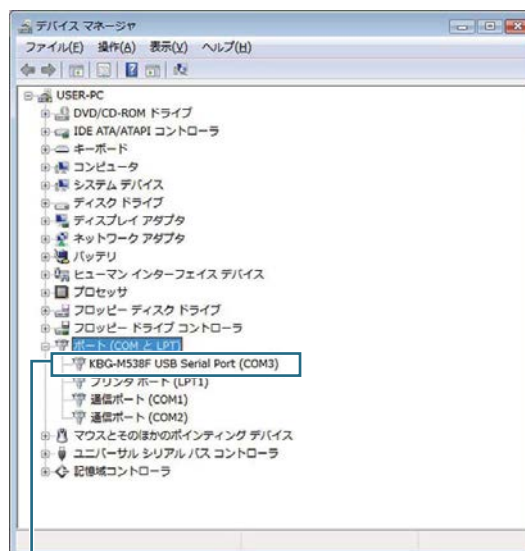 デバイス マネージャ
ファイル(F) 操作(A) 表示(V) ヘルプ(H)
USER-PC
DVD/CD-ROM ドライブ
IDE ATA/ATAPI コントローラ
キーボード
コンピュータ
システム デバイス
ディスク ドライブ
ディスプレイ アダプタ
ネットワーク アダプタ
バッテリ
ヒューマン インターフェイス デバイス
プロセッサ
フロッピー ディスク ドライブ
フロッピー ドライブ コントローラ
ポート (COM と LPT)
KBG-M538F USB Serial Port (COM3)
プリンタ ポート (LPT1)
通信ポート (COM1)
通信ポート (COM2)
マウスとそのほかのポインティング デバイス
ユニバーサル シリアル バス コントローラ
記憶域コントローラ